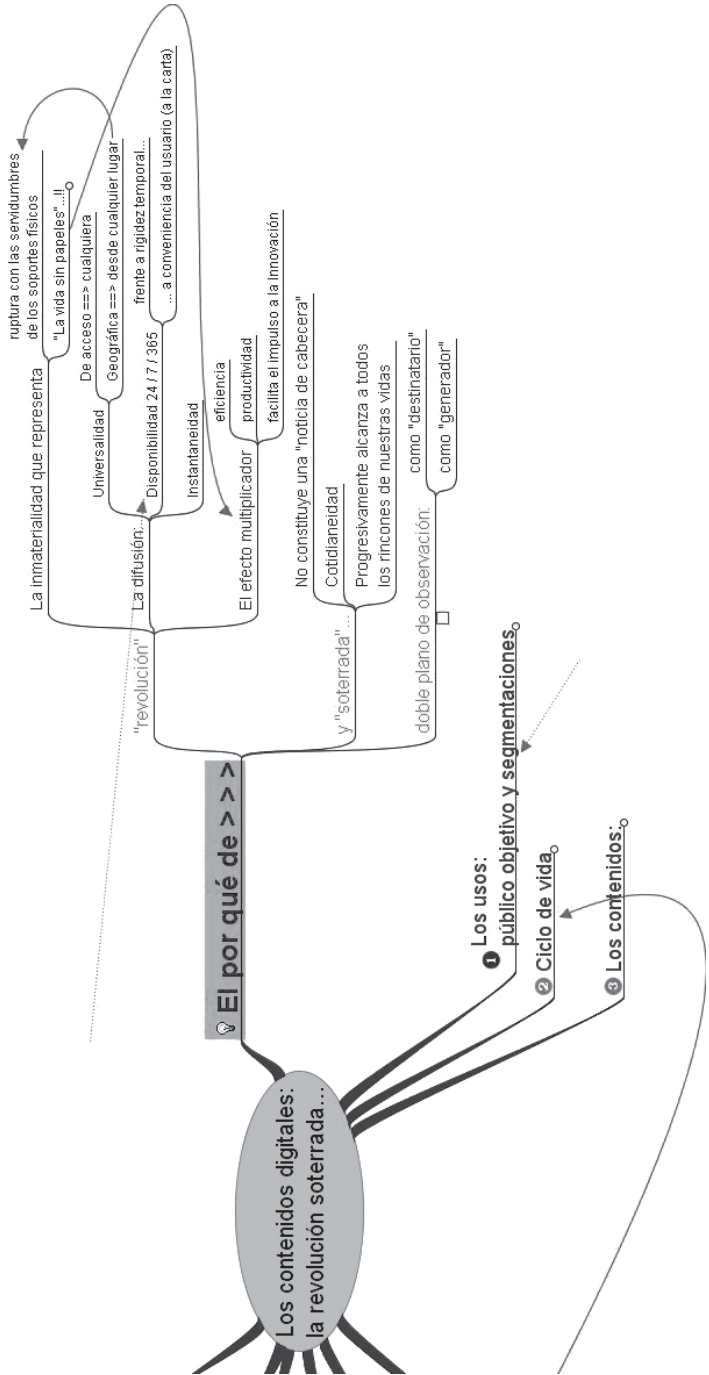 Los contenidos digitales:
la revolución soterrada...
El por qué de > > >
"revolución"
La inmaterialidad que representa
ruptura con las servidumbres
de los soportes físicos
"La vida sin papeles"...!!
La difusión:...
Universalidad
De acceso ==> cualquiera
Geográfica ==> desde cualquier lugar
Disponibilidad 24 / 7 / 365
frente a rigidez temporal...
... a conveniencia del usuario (a la carta)
Instantaneidad
El efecto multiplicador
eficiencia
productividad
facilita el impulso a la Innovación
y "soterrada"...
No constituye una "noticia de cabecera"
Cotidianeidad
Progresivamente alcanza a todos
los rincones de nuestras vidas
doble plano de observación:
como "destinatario"
como "generador"
1 Los usos:
público objetivo y segmentaciones
2 Ciclo de vida
3 Los contenidos: